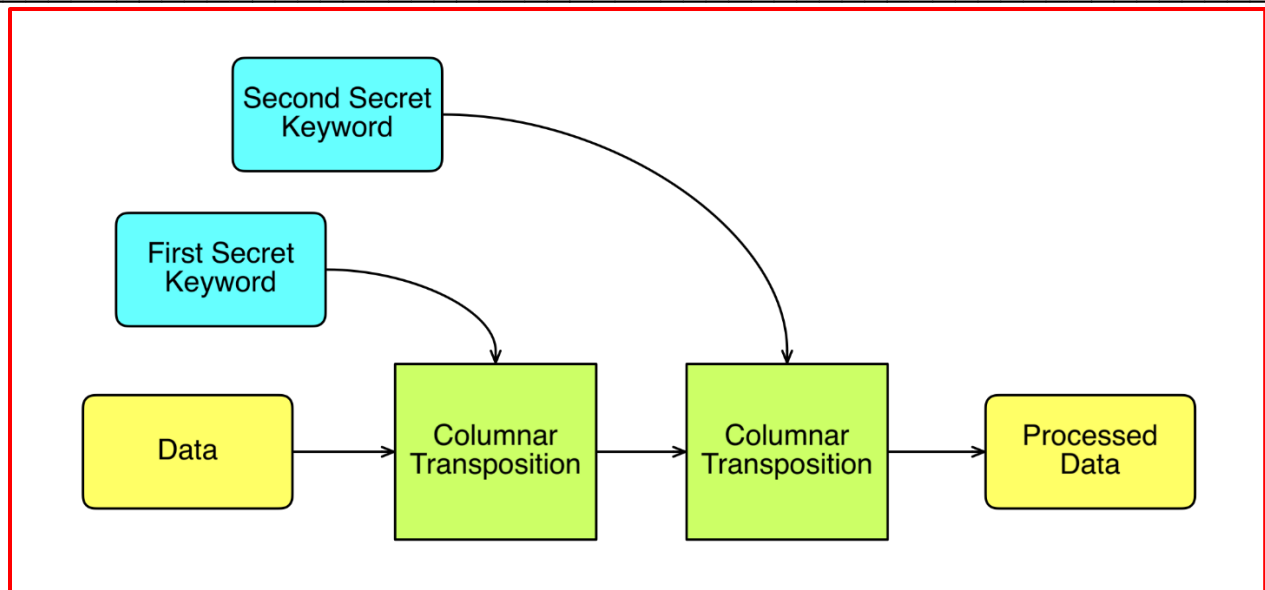 Second Secret
Keyword
First Secret
Keyword
Data
Columnar
Transposition
Columnar
Transposition
Processed
Data